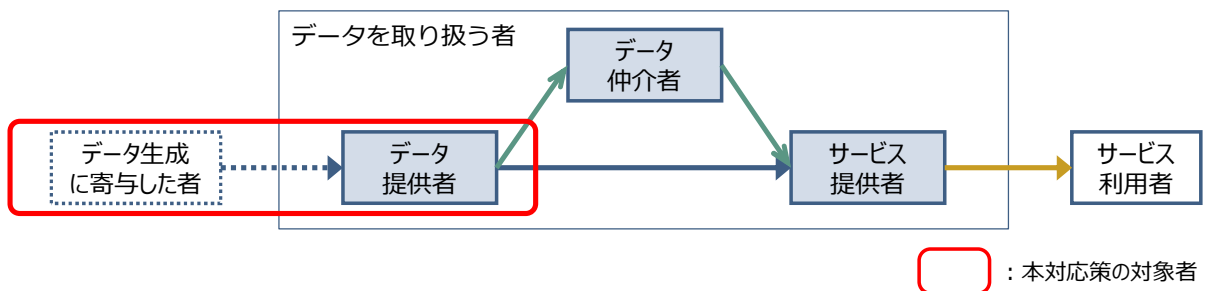 データを取り扱う者
データ
仲介者
データ生成
に寄与した者
データ
提供者
サービス
提供者
サービス
利用者
：本対応策の対象者